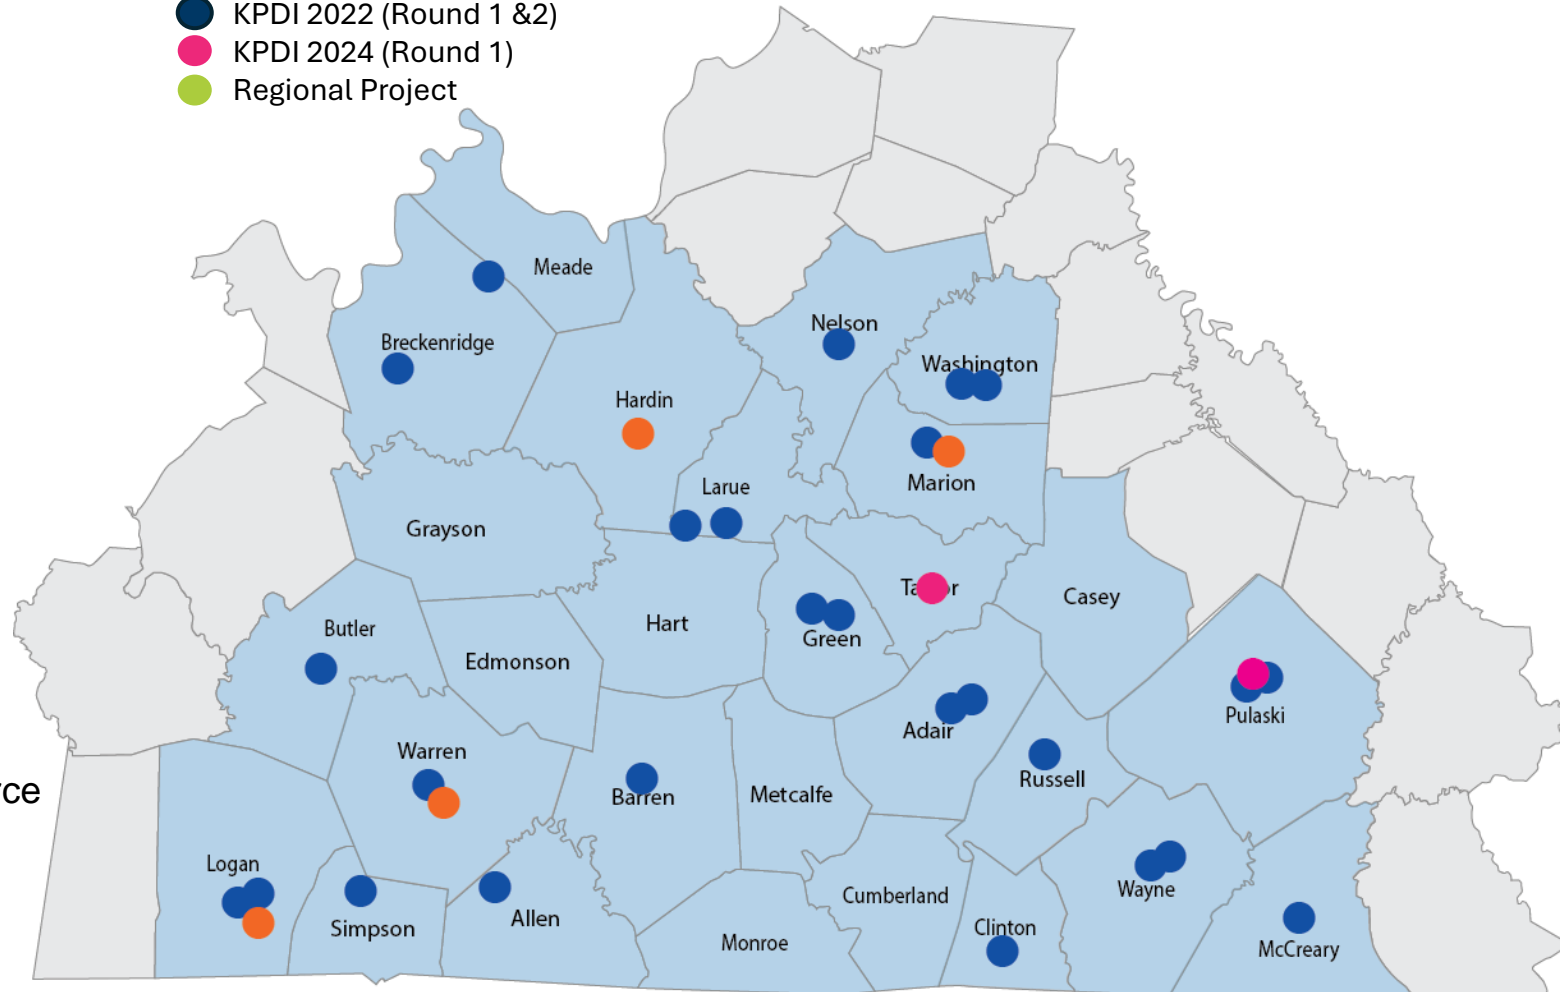 KPDI 2022 (Round 1 &2)
KPDI 2024 (Round 1)
Regional Project
Meade
Nelson
Breckenridge
Washington
Hardin
Marion
Larue
Grayson
Casey
Hart
Butler
Green
Edmonson
Pulaski
Adair
Warren
Russell
rce
Barren
Metcalfe
Logan
Wayne
Cumberland
Allen
Simpson
Clinton
Monroe
McCreary